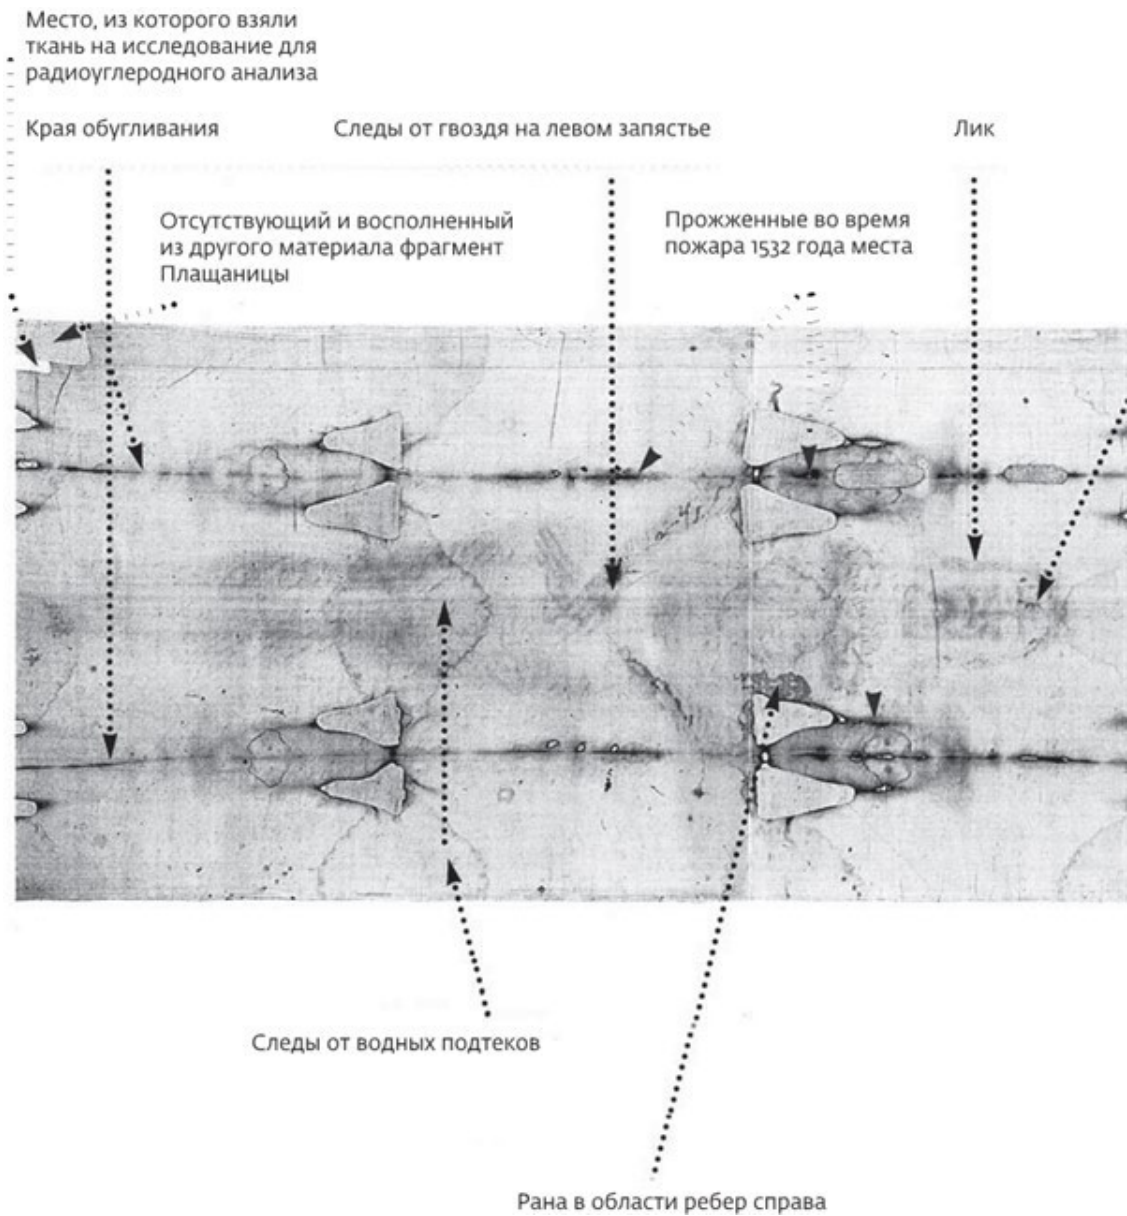 Место, из которого взяли
ткань на исследование для
радиоуглеродного анализа
Края обугливания
Следы от гвоздя на левом запястье
Лик
Отсутствующий и восполненный
из другого материала фрагмент
Плащаницы
Прожженные во время
пожара 1532 года места
Следы от водных подтеков
Рана в области ребер справа